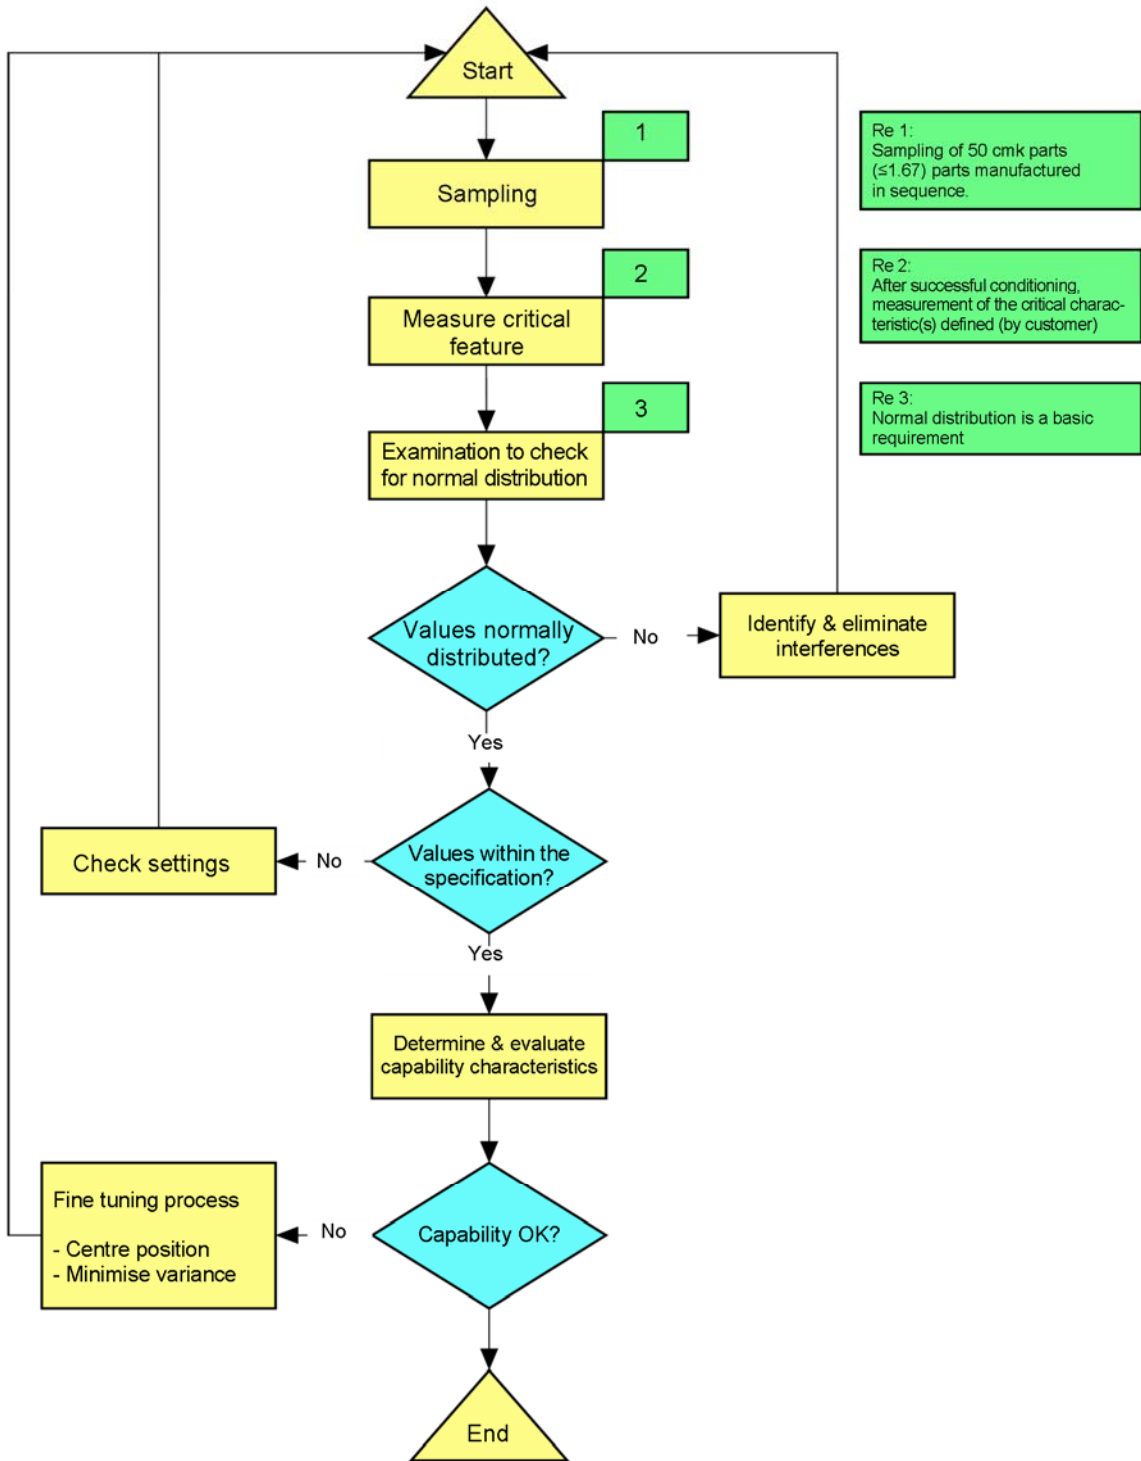 Start
1
Sampling
2
Measure critical
feature
3
Examination to check
for normal distribution
Re 1:
Sampling of 50 cmk parts
(≤1.67) parts manufactured
in sequence.
Re 2:
After successful conditioning,
measurement of the critical charac-
teristic(s) defined (by customer)
Re 3:
Normal distribution is a basic
requirement
Values normally
distributed?
No
Identify & eliminate
interferences
Yes
Values within the
specification?
No
Check settings
Yes
Determine & evaluate
capability characteristics
Capability OK?
No
Fine tuning process
- Centre position
- Minimise variance
End